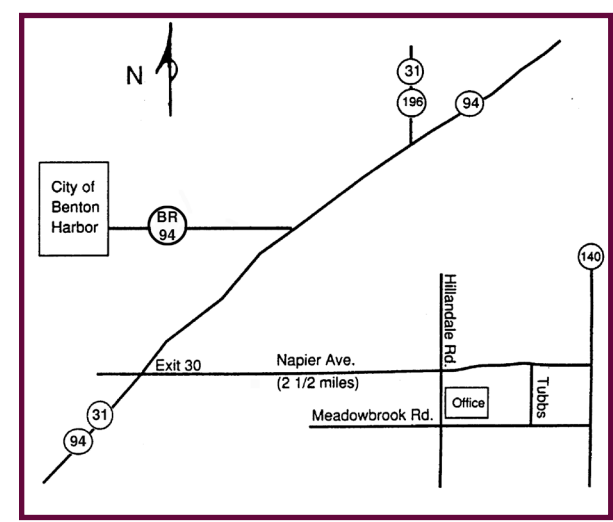 N
31
196
94
City of
Benton
Harbor
BR
94
140
Hillandale Rd.
Exit 30
Napier Ave.
(2 1/2 miles)
Tubbs
Office
Meadowbrook Rd.
31
94